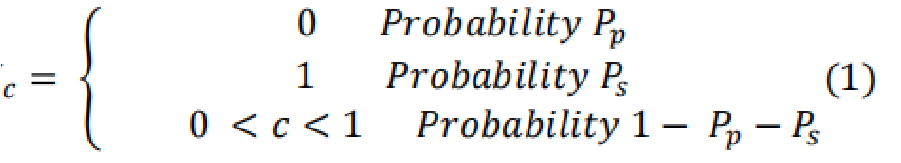 0 Probability P_p
c = { 1 Probability P_s (1)
0 < c < 1 Probability 1 − P_p − P_s